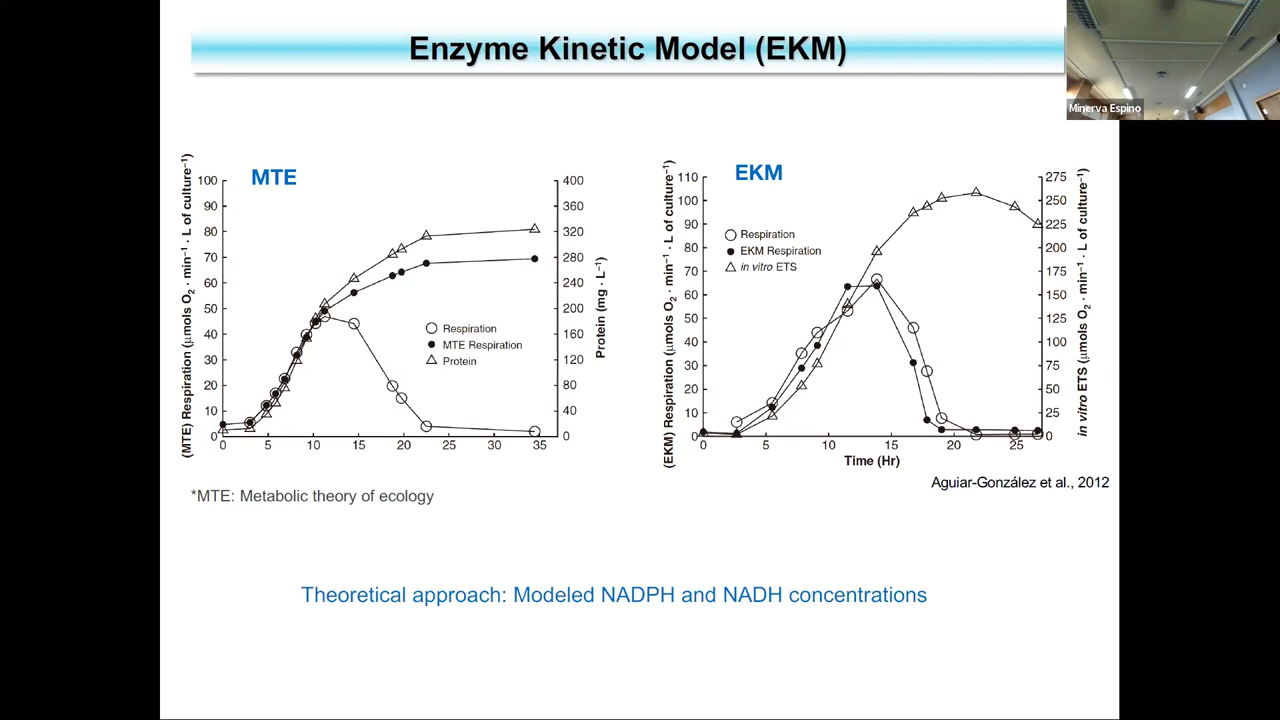 Enzyme Kinetic Model (EKM)
Minerva Espino
MTE
(MTE) Respiration (μmols O₂ · min⁻¹ · L of culture⁻¹)
100
90
80
70
60
50
40
30
20
10
0
400
360
320
280
240
200
160
120
80
40
0
Protein (mg · L⁻¹)
Respiration
MTE Respiration
Protein
0 5 10 15 20 25 30 35
*MTE: Metabolic theory of ecology
EKM
(EKM) Respiration (μmols O₂ · min⁻¹ · L of culture⁻¹)
110
100
90
80
70
60
50
40
30
20
10
0
275
250
225
200
175
150
125
100
75
50
25
0
in vitro ETS (μmols O₂ · min⁻¹ · L of culture⁻¹)
Respiration
EKM Respiration
in vitro ETS
0 5 10 15 20 25
Time (Hr)
Aguiar-González et al., 2012
Theoretical approach: Modeled NADPH and NADH concentrations